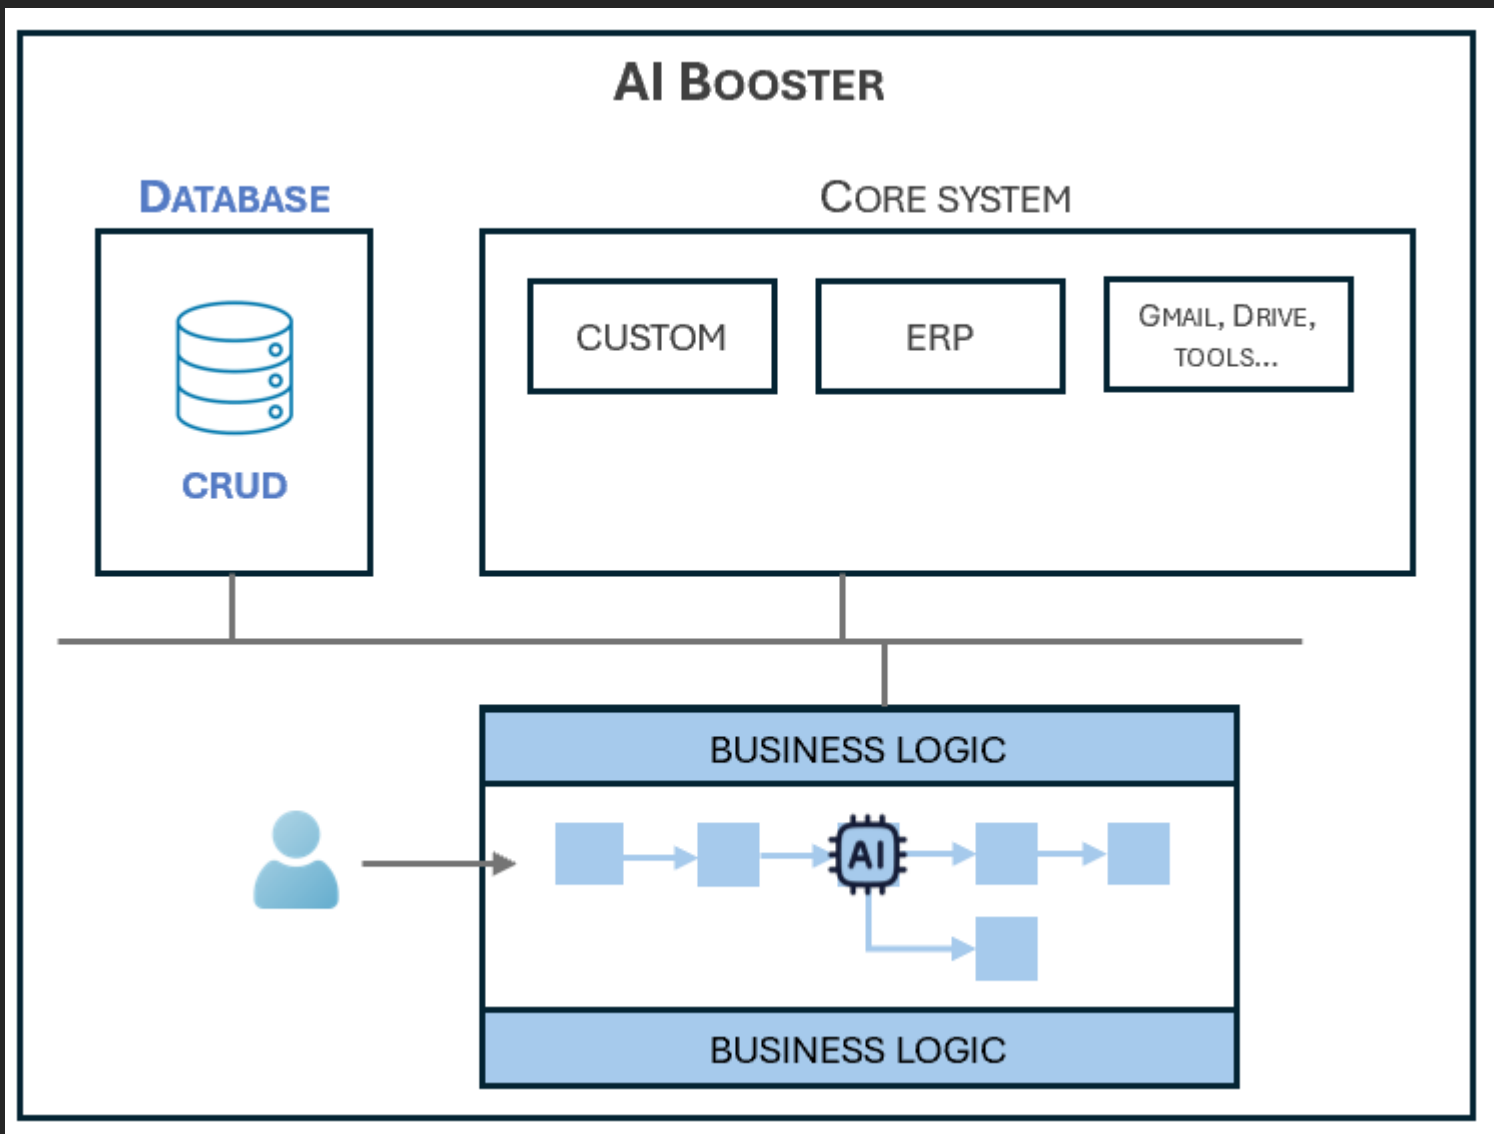 AI BOOSTER
DATABASE
CORE SYSTEM
CUSTOM
ERP
GMAIL, DRIVE,
TOOLS...
CRUD
BUSINESS LOGIC
AI
BUSINESS LOGIC